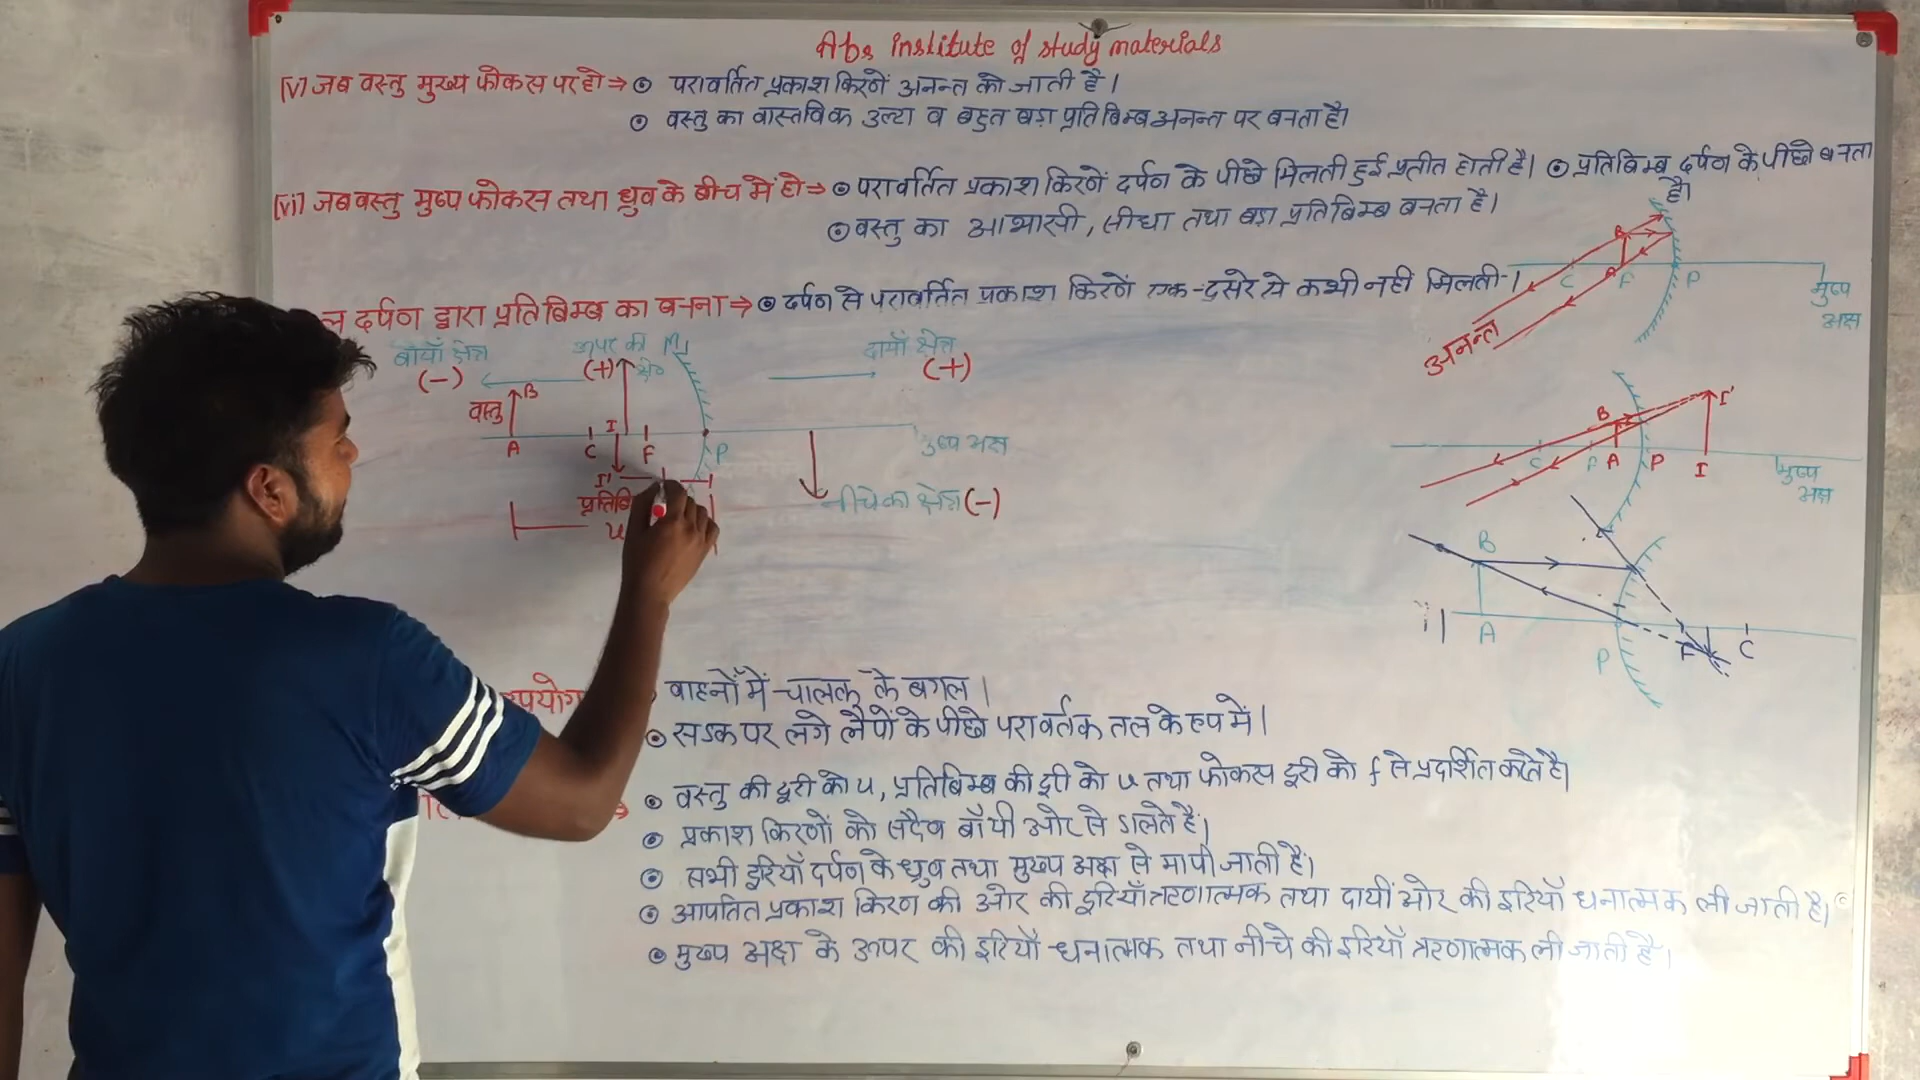 Abs institute of study materials
[v] जब वस्तु मुख्य फोकस पर हो → ⊙ परावर्तित प्रकाश किरणें अनन्त को जाती है।
⊙ वस्तु का वास्तविक उल्टा व बहुत बड़ा प्रतिबिम्ब अनन्त पर बनता है।
[vi] जब वस्तु मुख्य फोकस तथा ध्रुव के बीच में हो → ⊙ परावर्तित प्रकाश किरणें दर्पण के पीछे मिलती हुई प्रतीत होती है। ⊙ प्रतिबिम्ब दर्पण के पीछे बनता है।
⊙ वस्तु का आभासी, सीधा तथा बड़ा प्रतिबिम्ब बनता है।
ल दर्पण द्वारा प्रतिबिम्ब का बनना → ⊙ दर्पण से परावर्तित प्रकाश किरणें एक-दुसरे से कभी नही मिलती।
बाँयाँ क्षेत्र
(-)
ऊपर का क्षेत्र
(+)
M
दायाँ क्षेत्र
(+)
वस्तु
B
A
C
I
F
P
I'
मुख्य अक्ष
नीचे का क्षेत्र (-)
u
B
A
C
F
P
मुख्य अक्ष
अनन्त
B
I'
C
F
A
P
I
मुख्य अक्ष
B
A
P
F
C
⊙ वाहनों में चालक के बगल।
⊙ सड़क पर लगे लैंपों के पीछे परावर्तक तल के रूप में।
⊙ वस्तु की दूरी को u, प्रतिबिम्ब की दूरी को v तथा फोकस दूरी को f से प्रदर्शित करते है।
⊙ प्रकाश किरणों को सदैव बाँयी ओर से डालते है।
⊙ सभी दूरियाँ दर्पण के ध्रुव तथा मुख्य अक्ष से मापी जाती है।
⊙ आपतित प्रकाश किरण की ओर की दूरियाँ ऋणात्मक तथा दायीं ओर की दूरियाँ धनात्मक ली जाती है।
⊙ मुख्य अक्ष के ऊपर की दूरियाँ धनात्मक तथा नीचे की दूरियाँ ऋणात्मक ली जाती है।